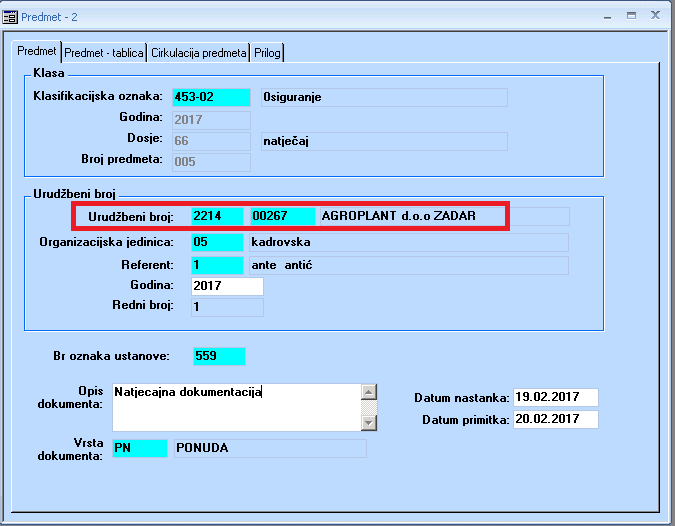 Predmet - 2
Predmet Predmet - tablica Cirkulacija predmeta Prilog
Klasa
Klasifikacijska oznaka: 453-02 Osiguranje
Godina: 2017
Dosje: 66 natječaj
Broj predmeta: 005
Urudžbeni broj
Urudžbeni broj: 2214 00267 AGROPLANT d.o.o ZADAR
Organizacijska jedinica: 05 kadrovska
Referent: 1 ante antić
Godina: 2017
Redni broj: 1
Br oznaka ustanove: 559
Opis dokumenta: Natjecajna dokumentacija
Datum nastanka: 19.02.2017
Datum primitka: 20.02.2017
Vrsta dokumenta: PN PONUDA